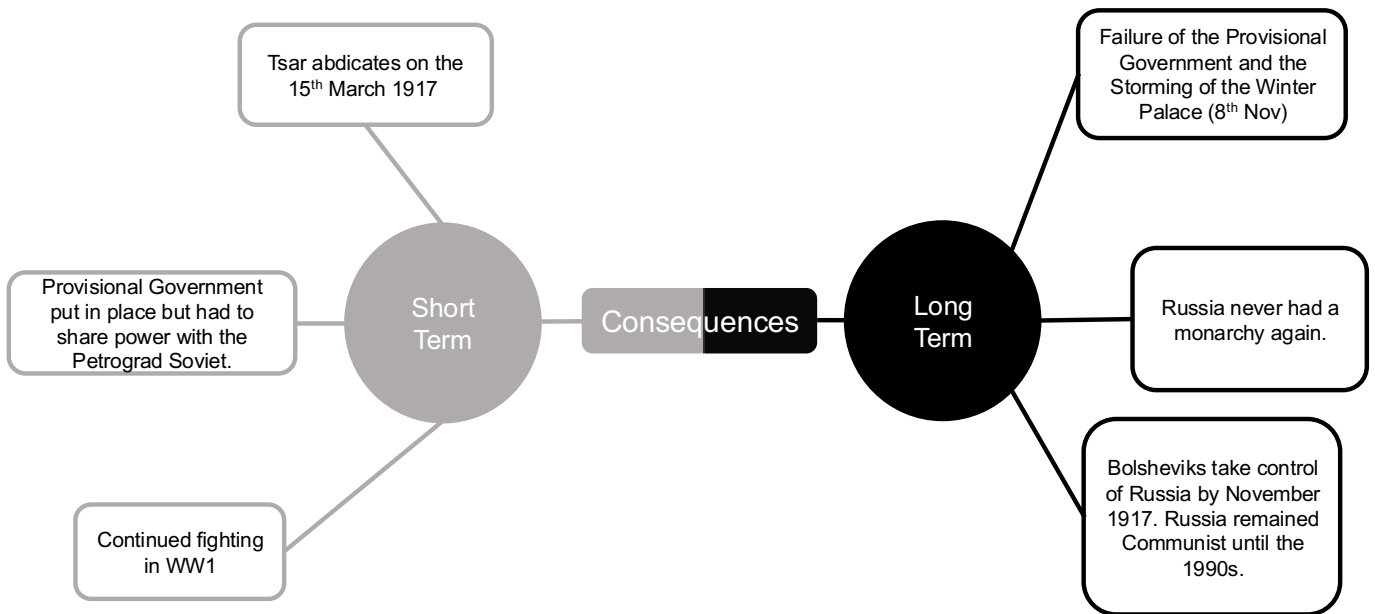 Tsar abdicates on the
15th March 1917
Provisional Government
put in place but had to
share power with the
Petrograd Soviet.
Continued fighting
in WW1
Short
Term
Consequences
Long
Term
Failure of the Provisional
Government and the
Storming of the Winter
Palace (8th Nov)
Russia never had a
monarchy again.
Bolsheviks take control
of Russia by November
1917. Russia remained
Communist until the
1990s.